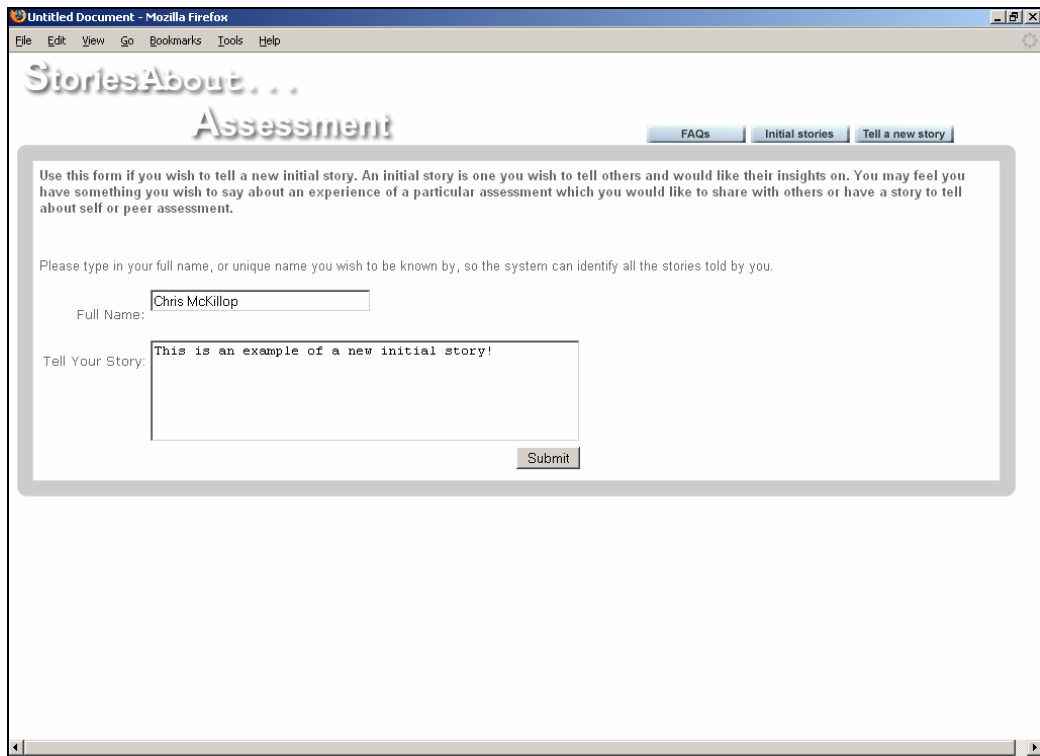 Untitled Document - Mozilla Firefox
File Edit View Go Bookmarks Tools Help
StoriesAbout...
Assessment
FAQs Initial stories Tell a new story
Use this form if you wish to tell a new initial story. An initial story is one you wish to tell others and would like their insights on. You may feel you
have something you wish to say about an experience of a particular assessment which you would like to share with others or have a story to tell
about self or peer assessment.
Please type in your full name, or unique name you wish to be known by, so the system can identify all the stories told by you.
Full Name: Chris McKillop
Tell Your Story: This is an example of a new initial story!
Submit